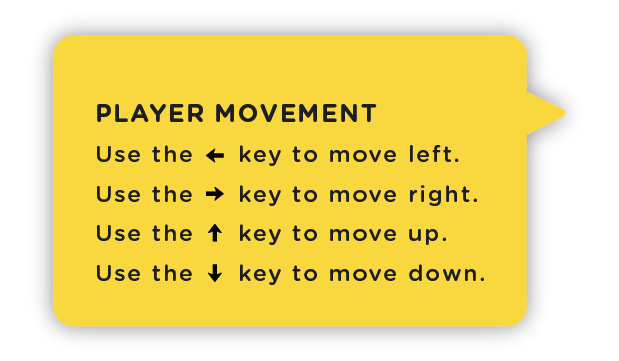 PLAYER MOVEMENT
Use the ← key to move left.
Use the → key to move right.
Use the ↑ key to move up.
Use the ↓ key to move down.